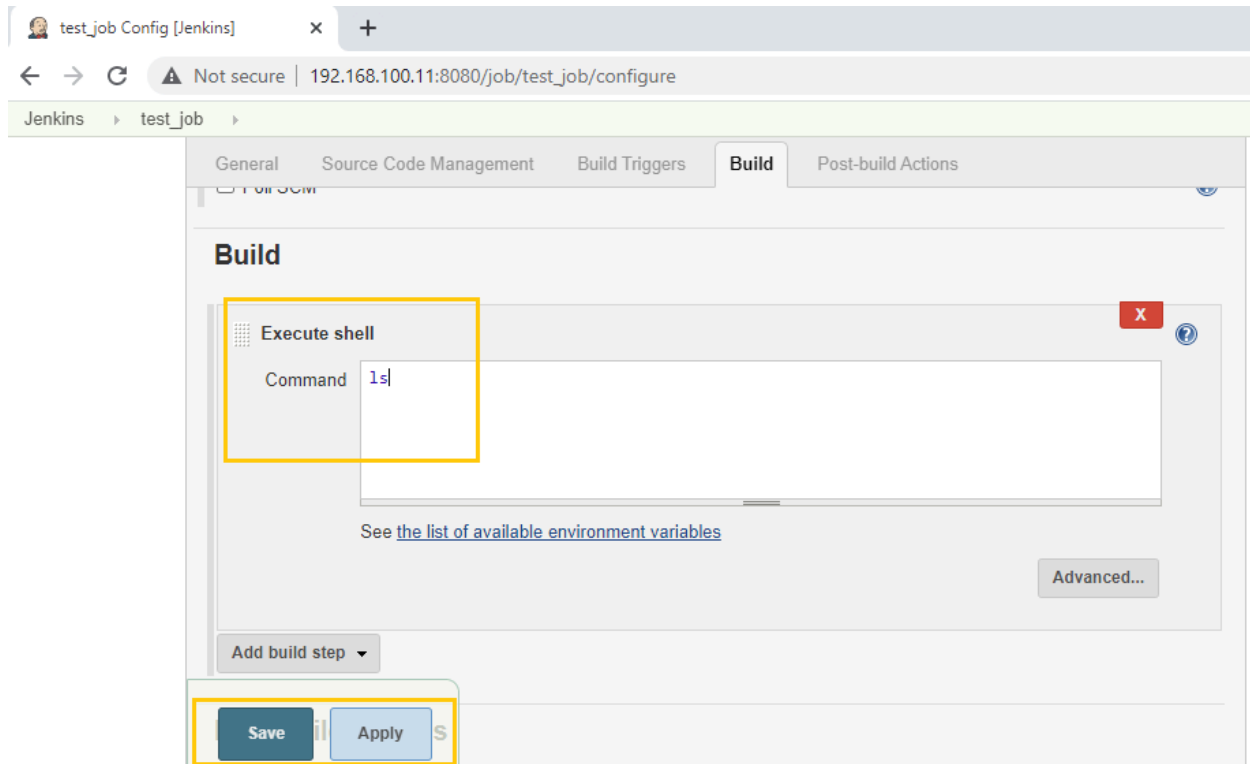 test_job Config [Jenkins]
Not secure | 192.168.100.11:8080/job/test_job/configure
Jenkins test_job
General Source Code Management Build Triggers Build Post-build Actions
Poll SCM
Build
X
Execute shell
Command ls
See the list of available environment variables
Advanced...
Add build step
Save Apply